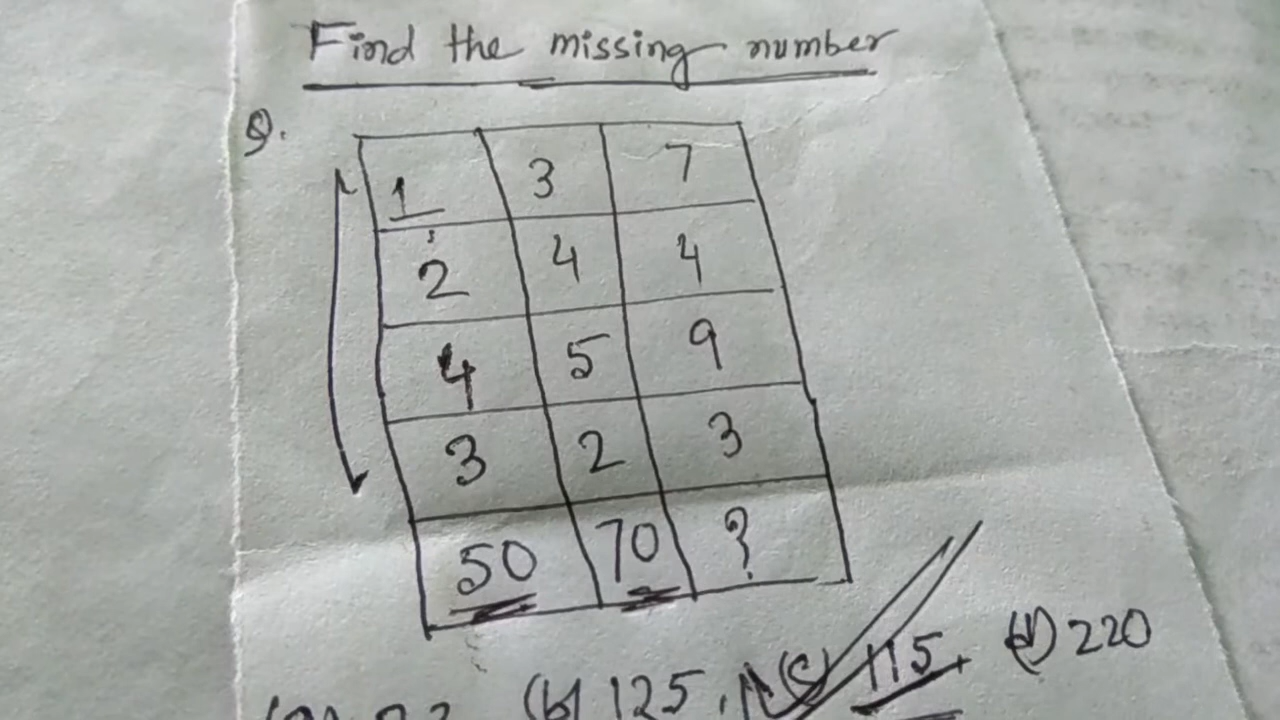 Find the missing number
Q.
1 3 7
2 4 4
4 5 9
3 2 3
50 70 ?
(b) 125, (c) 115, (d) 220